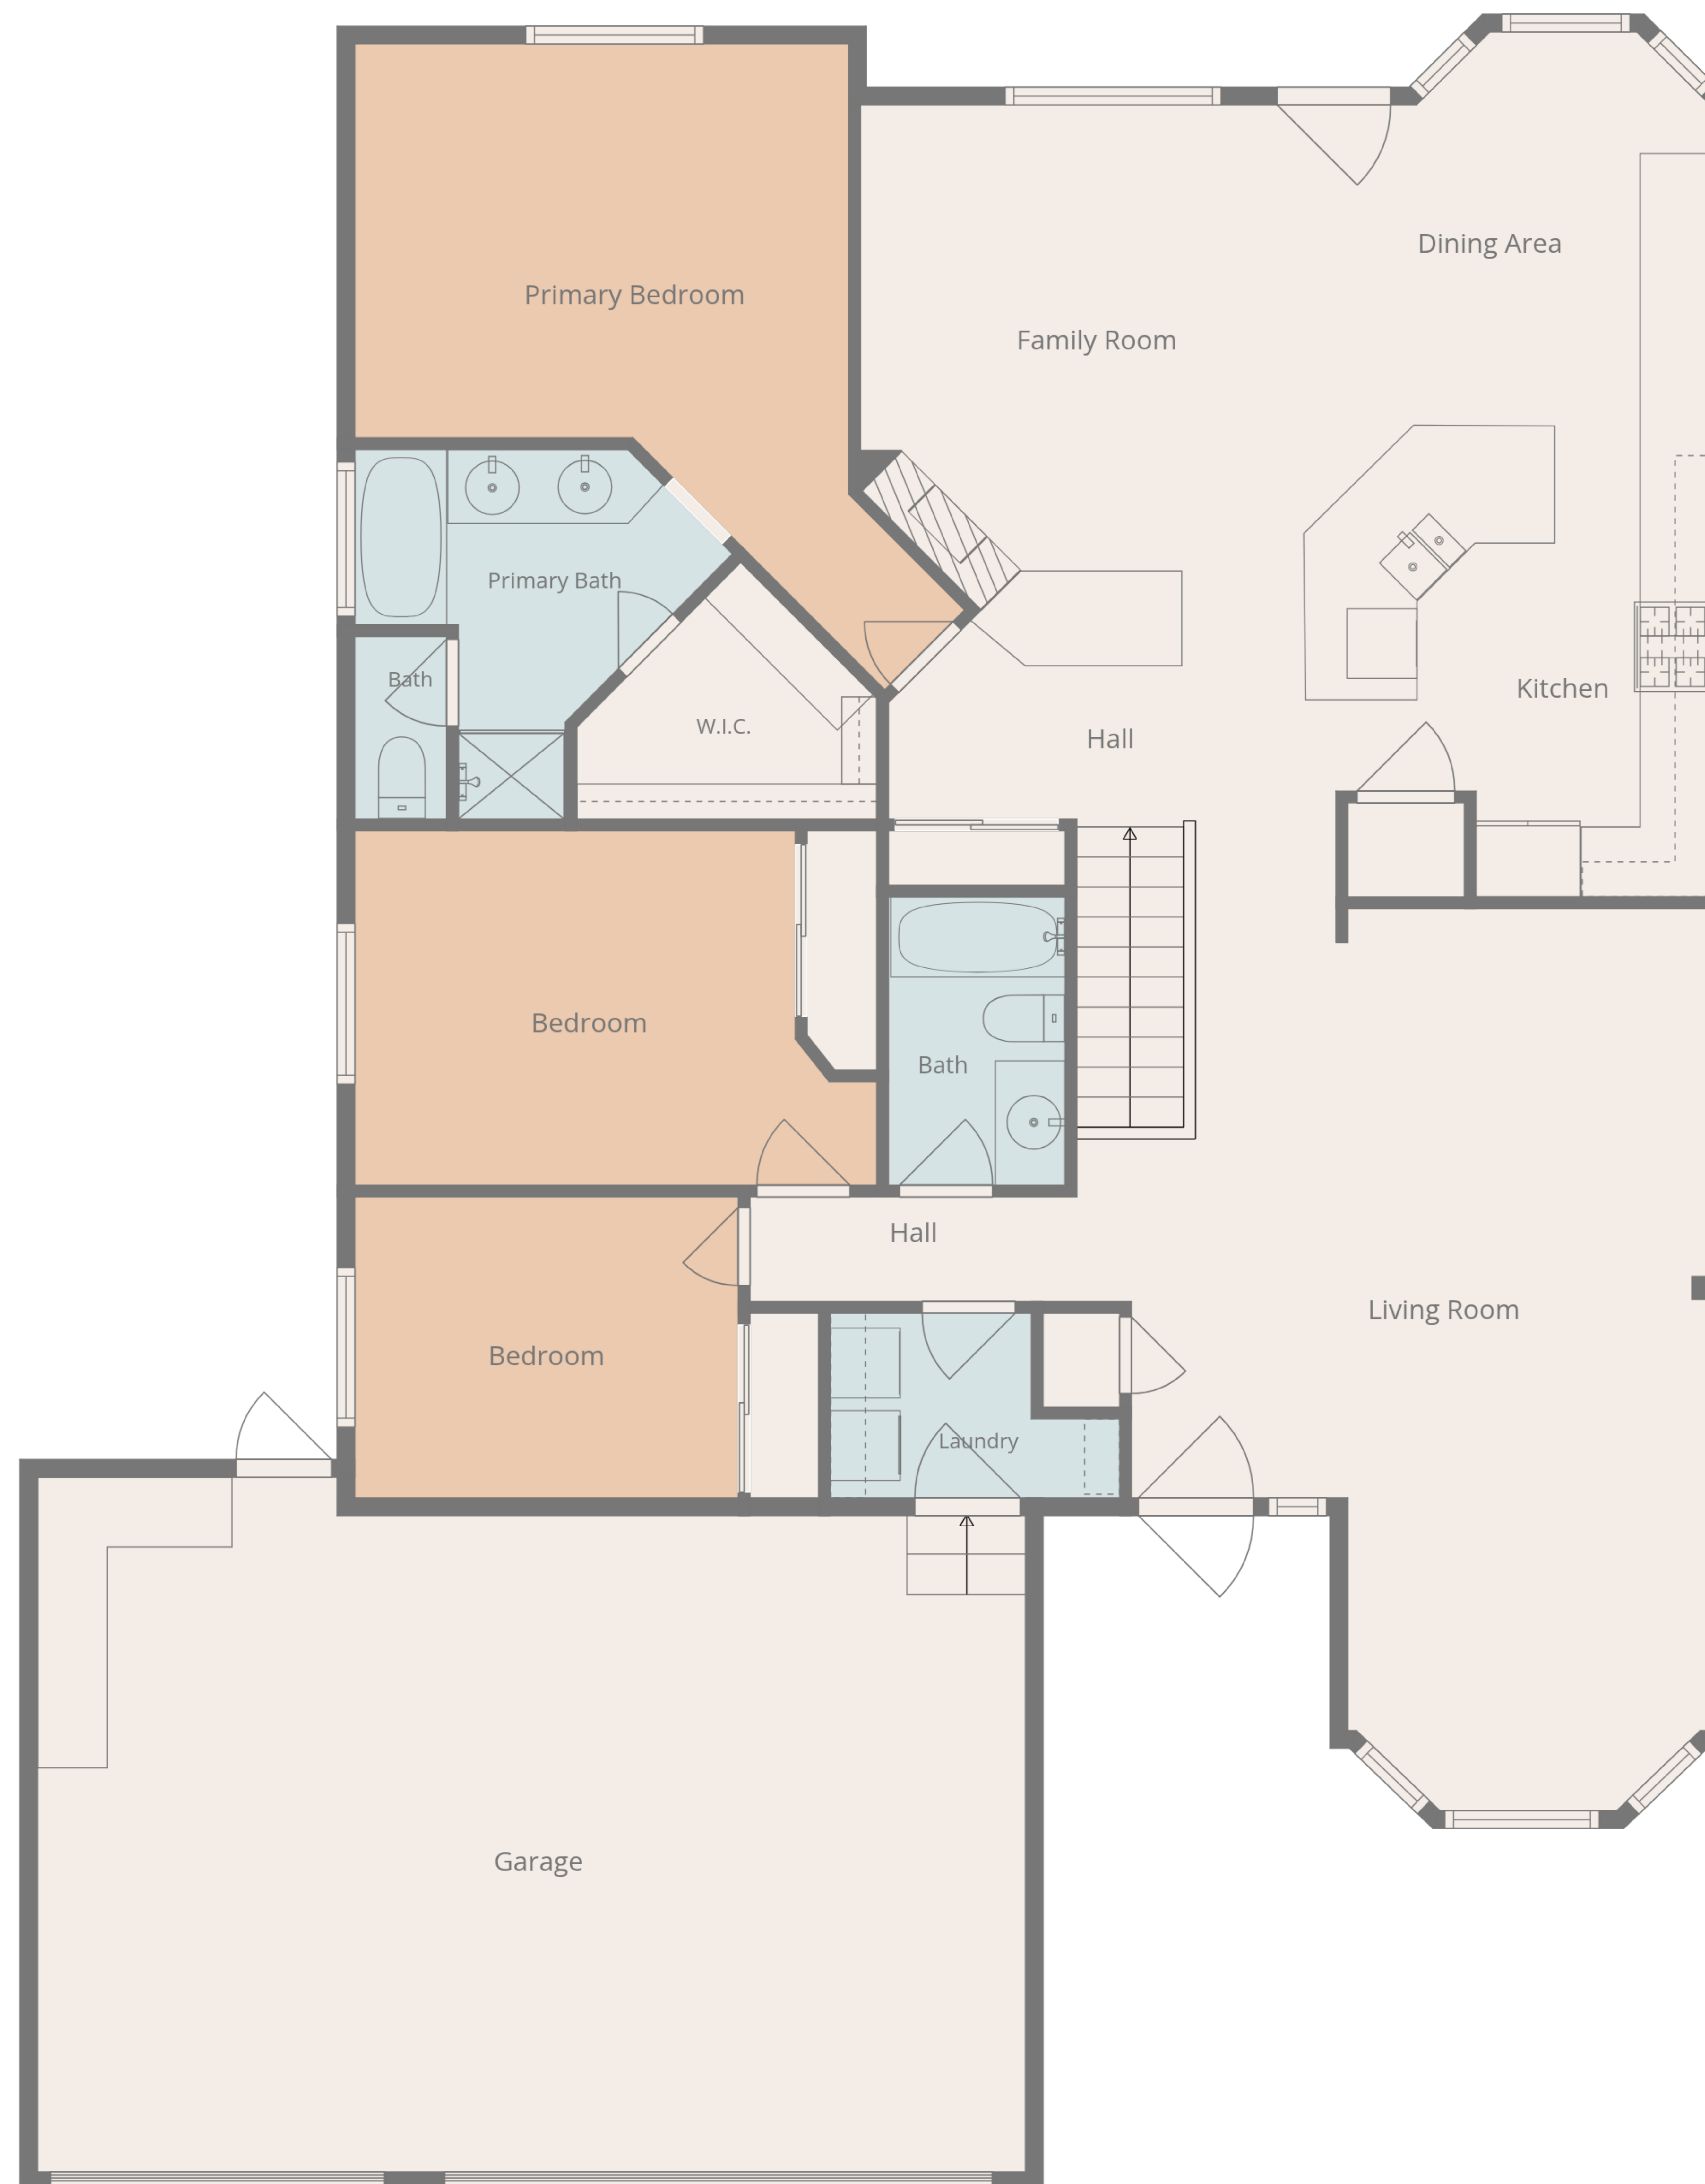 Dining Area
Primary Bedroom
Family Room
Primary Bath
Bath
Kitchen
W.I.C.
Hall
Bedroom
Bath
Hall
Living Room
Bedroom
Laundry
Garage